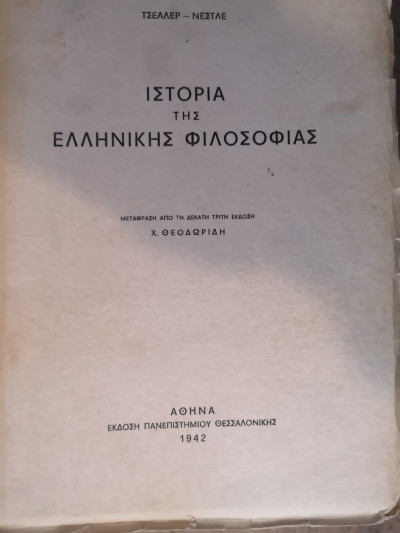 ΤΣΕΛΛΕΡ – ΝΕΣΤΛΕ
ΙΣΤΟΡΙΑ
ΤΗΣ
ΕΛΛΗΝΙΚΗΣ ΦΙΛΟΣΟΦΙΑΣ
ΜΕΤΑΦΡΑΣΗ ΑΠΟ ΤΗ ΔΕΚΑΤΗ ΤΡΙΤΗ ΕΚΔΟΣΗ
Χ. ΘΕΟΔΩΡΙΔΗ
ΑΘΗΝΑ
ΕΚΔΟΣΗ ΠΑΝΕΠΙΣΤΗΜΙΟΥ ΘΕΣΣΑΛΟΝΙΚΗΣ
1942